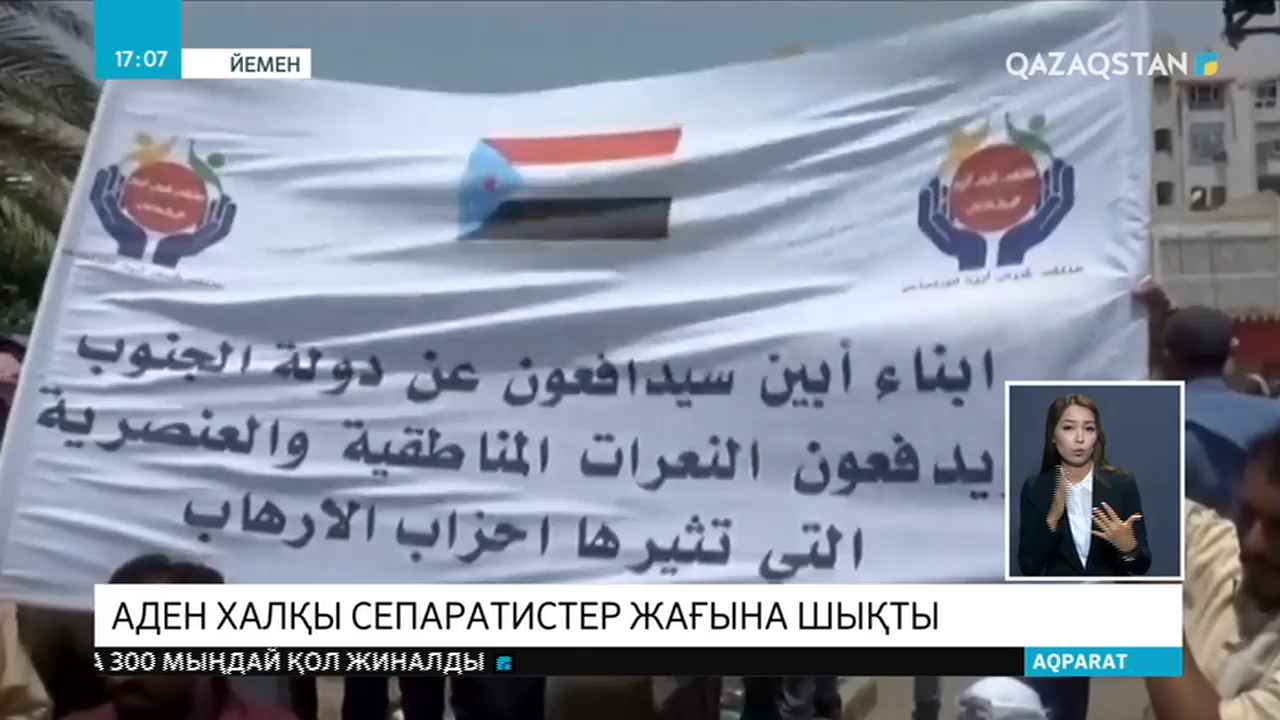 17:07
ЙЕМЕН
QAZAQSTAN
ابناء أبين سيدافعون عن دولة الجنوب
يدفعون النعرات المناطقية والعنصرية
التي تثيرها احزاب الارهاب
АДЕН ХАЛҚЫ СЕПАРАТИСТЕР ЖАҒЫНА ШЫҚТЫ
А 300 МЫҢДАЙ ҚОЛ ЖИНАЛДЫ
AQPARAT